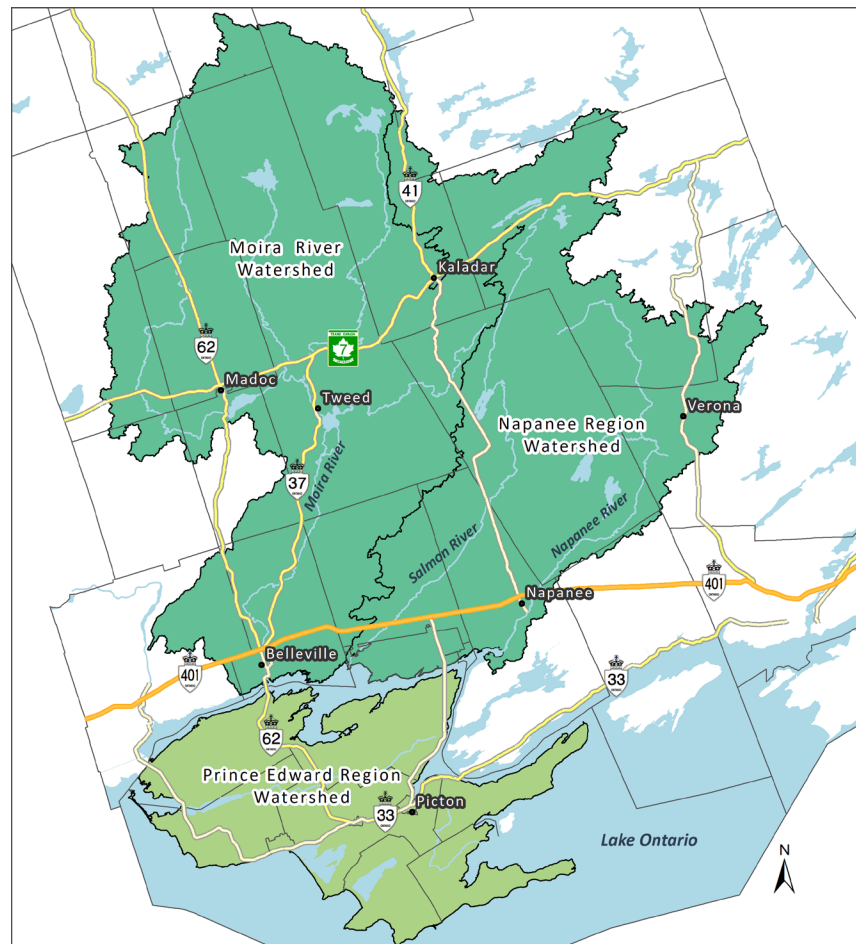 41
Moira River
Watershed
Kaladar
62
7
Madoc
Tweed
Verona
Napanee Region
Watershed
37
Moira River
Salmon River
Napanee River
401
Napanee
Belleville
401
33
62
Prince Edward Region
Watershed
33
Picton
Lake Ontario
N